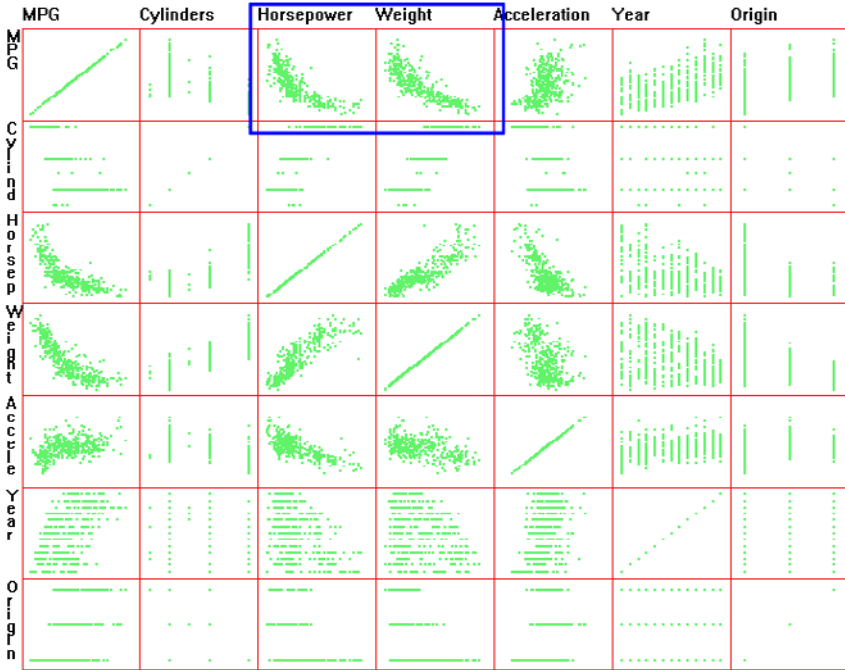 MPG Cylinders Horsepower Weight Acceleration Year Origin
MPG
Cylind
Horsep
Weight
Accele
Year
Origin